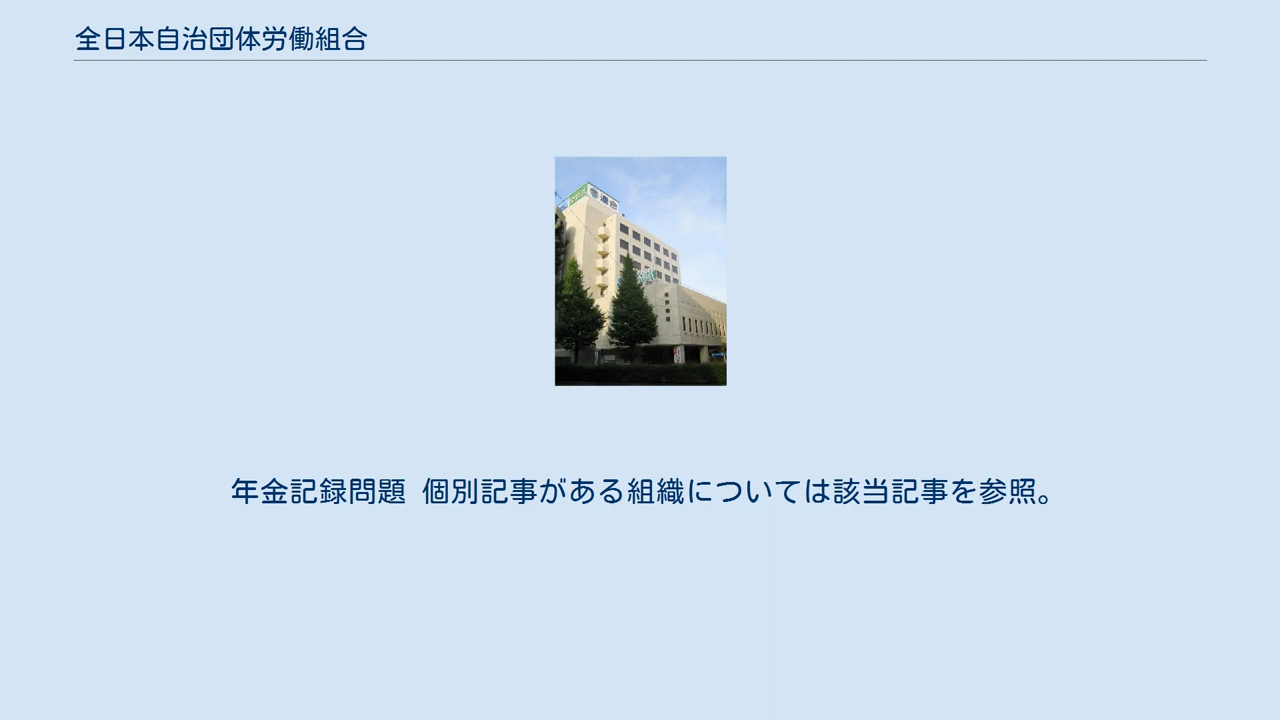 全日本自治団体労働組合
連合
年金記録問題 個別記事がある組織については該当記事を参照。